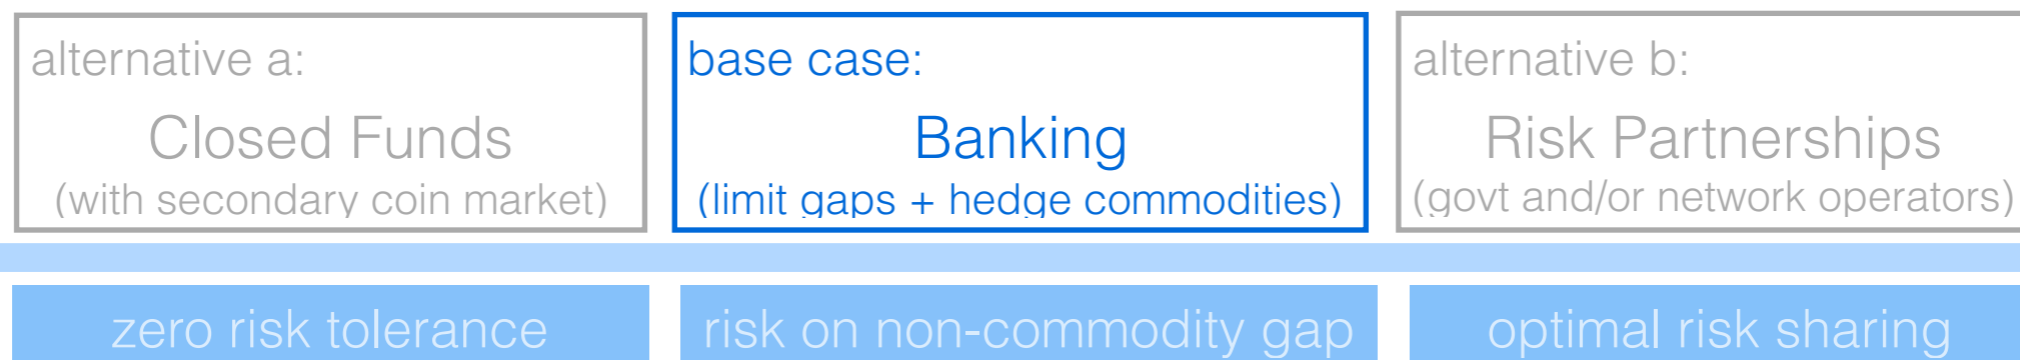 alternative a:
Closed Funds
(with secondary coin market)
base case:
Banking
(limit gaps + hedge commodities)
alternative b:
Risk Partnerships
(govt and/or network operators)
zero risk tolerance
risk on non-commodity gap
optimal risk sharing